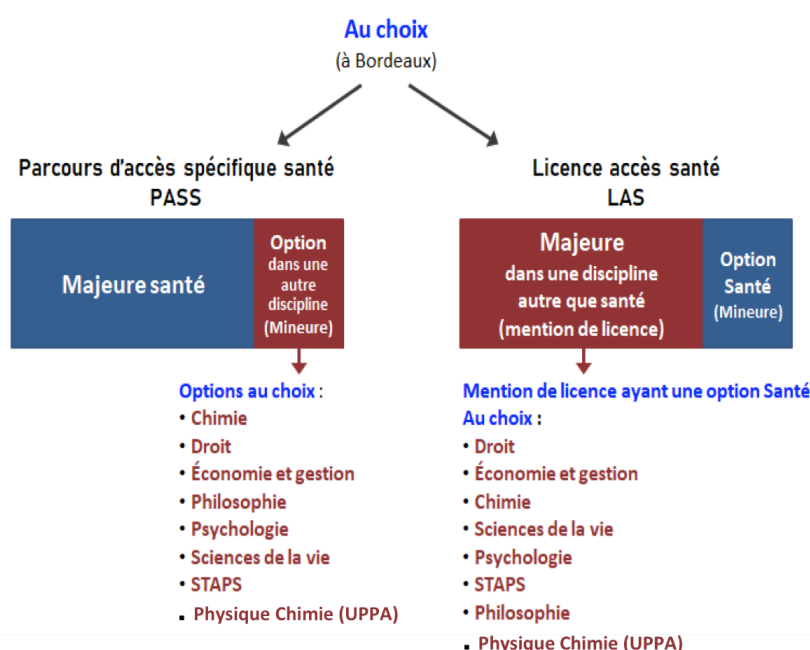 Au choix
(à Bordeaux)
Parcours d'accès spécifique santé
PASS
Majeure santé
Option
dans une
autre
discipline
(Mineure)
Options au choix :
• Chimie
• Droit
• Économie et gestion
• Philosophie
• Psychologie
• Sciences de la vie
• STAPS
▪ Physique Chimie (UPPA)
Licence accès santé
LAS
Majeure
dans une discipline
autre que santé
(mention de licence)
Option
Santé
(Mineure)
Mention de licence ayant une option Santé
Au choix :
• Droit
• Économie et gestion
• Chimie
• Sciences de la vie
• Psychologie
• STAPS
• Philosophie
▪ Physique Chimie (UPPA)